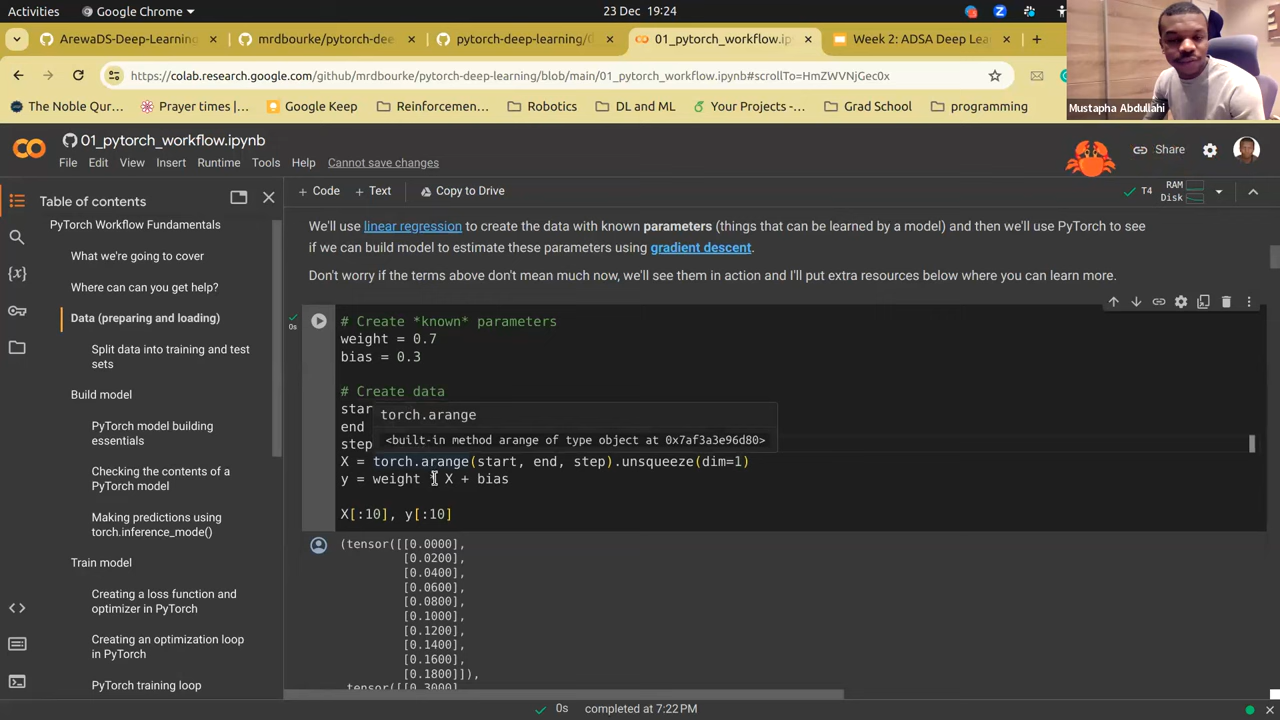 Activities
Google Chrome
23 Dec 19:24
ArewaDS-Deep-Learning
mrdbourke/pytorch-dee
pytorch-deep-learning/
01_pytorch_workflow.ip
Week 2: ADSA Deep Lea
https://colab.research.google.com/github/mrdbourke/pytorch-deep-learning/blob/main/01_pytorch_workflow.ipynb#scrollTo=HmZWVNjGec0x
The Noble Qur...
Prayer times |...
Google Keep
Reinforcemen...
Robotics
DL and ML
Your Projects -...
Grad School
programming
Mustapha Abdullahi
01_pytorch_workflow.ipynb
File Edit View Insert Runtime Tools Help Cannot save changes
Share
Table of contents
+ Code + Text Copy to Drive
T4
RAM
Disk
PyTorch Workflow Fundamentals
What we're going to cover
Where can can you get help?
Data (preparing and loading)
Split data into training and test
sets
Build model
PyTorch model building
essentials
Checking the contents of a
PyTorch model
Making predictions using
torch.inference_mode()
Train model
Creating a loss function and
optimizer in PyTorch
Creating an optimization loop
in PyTorch
PyTorch training loop
We'll use linear regression to create the data with known parameters (things that can be learned by a model) and then we'll use PyTorch to see
if we can build model to estimate these parameters using gradient descent.
Don't worry if the terms above don't mean much now, we'll see them in action and I'll put extra resources below where you can learn more.
0s
# Create *known* parameters
weight = 0.7
bias = 0.3
# Create data
star
end
step
torch.arange
<built-in method arange of type object at 0x7af3a3e96d80>
X = torch.arange(start, end, step).unsqueeze(dim=1)
y = weight * X + bias
X[:10], y[:10]
(tensor([[0.0000],
[0.0200],
[0.0400],
[0.0600],
[0.0800],
[0.1000],
[0.1200],
[0.1400],
[0.1600],
[0.1800]]),
tensor([[0.3000],
0s completed at 7:22 PM